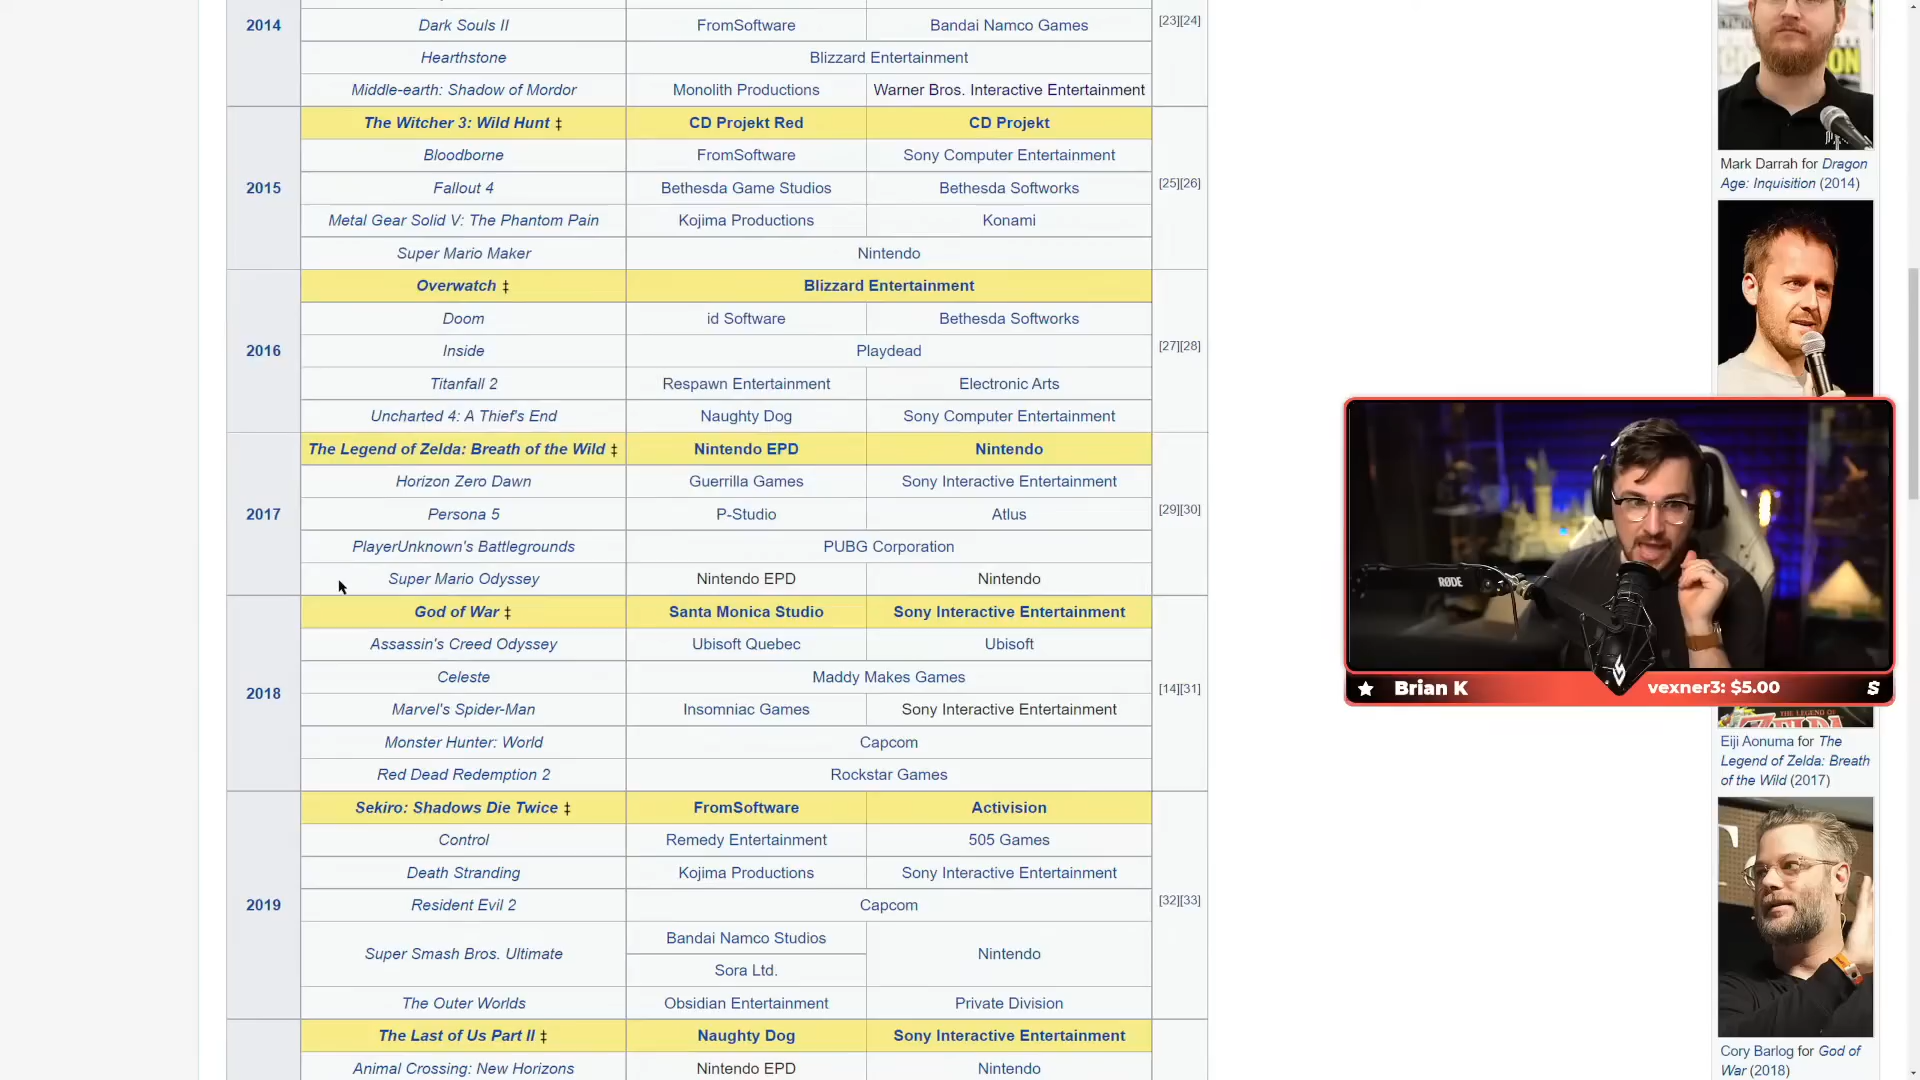 2014
Dark Souls II FromSoftware Bandai Namco Games [23][24]
Hearthstone Blizzard Entertainment
Middle-earth: Shadow of Mordor Monolith Productions Warner Bros. Interactive Entertainment
2015
The Witcher 3: Wild Hunt ‡ CD Projekt Red CD Projekt
Bloodborne FromSoftware Sony Computer Entertainment
Fallout 4 Bethesda Game Studios Bethesda Softworks [25][26]
Metal Gear Solid V: The Phantom Pain Kojima Productions Konami
Super Mario Maker Nintendo
2016
Overwatch ‡ Blizzard Entertainment
Doom id Software Bethesda Softworks
Inside Playdead [27][28]
Titanfall 2 Respawn Entertainment Electronic Arts
Uncharted 4: A Thief's End Naughty Dog Sony Computer Entertainment
2017
The Legend of Zelda: Breath of the Wild ‡ Nintendo EPD Nintendo
Horizon Zero Dawn Guerrilla Games Sony Interactive Entertainment
Persona 5 P-Studio Atlus [29][30]
PlayerUnknown's Battlegrounds PUBG Corporation
Super Mario Odyssey Nintendo EPD Nintendo
2018
God of War ‡ Santa Monica Studio Sony Interactive Entertainment
Assassin's Creed Odyssey Ubisoft Quebec Ubisoft
Celeste Maddy Makes Games [14][31]
Marvel's Spider-Man Insomniac Games Sony Interactive Entertainment
Monster Hunter: World Capcom
Red Dead Redemption 2 Rockstar Games
2019
Sekiro: Shadows Die Twice ‡ FromSoftware Activision
Control Remedy Entertainment 505 Games
Death Stranding Kojima Productions Sony Interactive Entertainment
Resident Evil 2 Capcom [32][33]
Super Smash Bros. Ultimate Bandai Namco Studios Nintendo
Sora Ltd.
The Outer Worlds Obsidian Entertainment Private Division
The Last of Us Part II ‡ Naughty Dog Sony Interactive Entertainment
Animal Crossing: New Horizons Nintendo EPD Nintendo
Mark Darrah for Dragon
Age: Inquisition (2014)
RØDE
Brian K
vexner3: $5.00
THE LEGEND OF
Eiji Aonuma for The
Legend of Zelda: Breath
of the Wild (2017)
Cory Barlog for God of
War (2018)